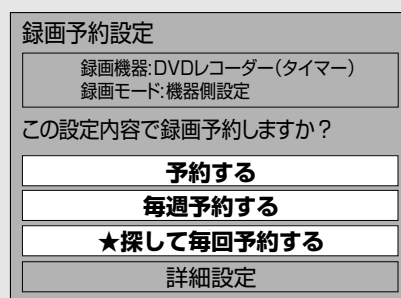 録画予約設定
録画機器:DVDレコーダー(タイマー)
録画モード:機器側設定
この設定内容で録画予約しますか?
予約する
毎週予約する
★探して毎回予約する
詳細設定